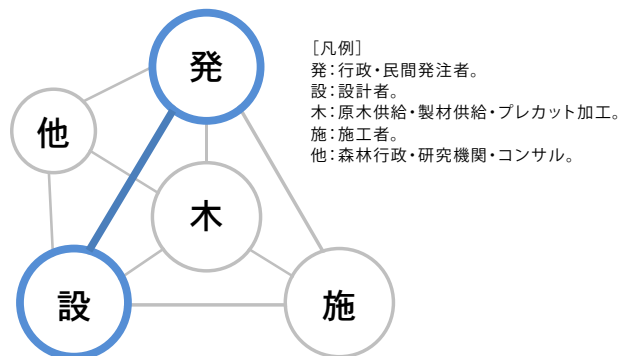 発
他
木
設
施
［凡例］
発：行政・民間発注者。
設：設計者。
木：原木供給・製材供給・プレカット加工。
施：施工者。
他：森林行政・研究機関・コンサル。